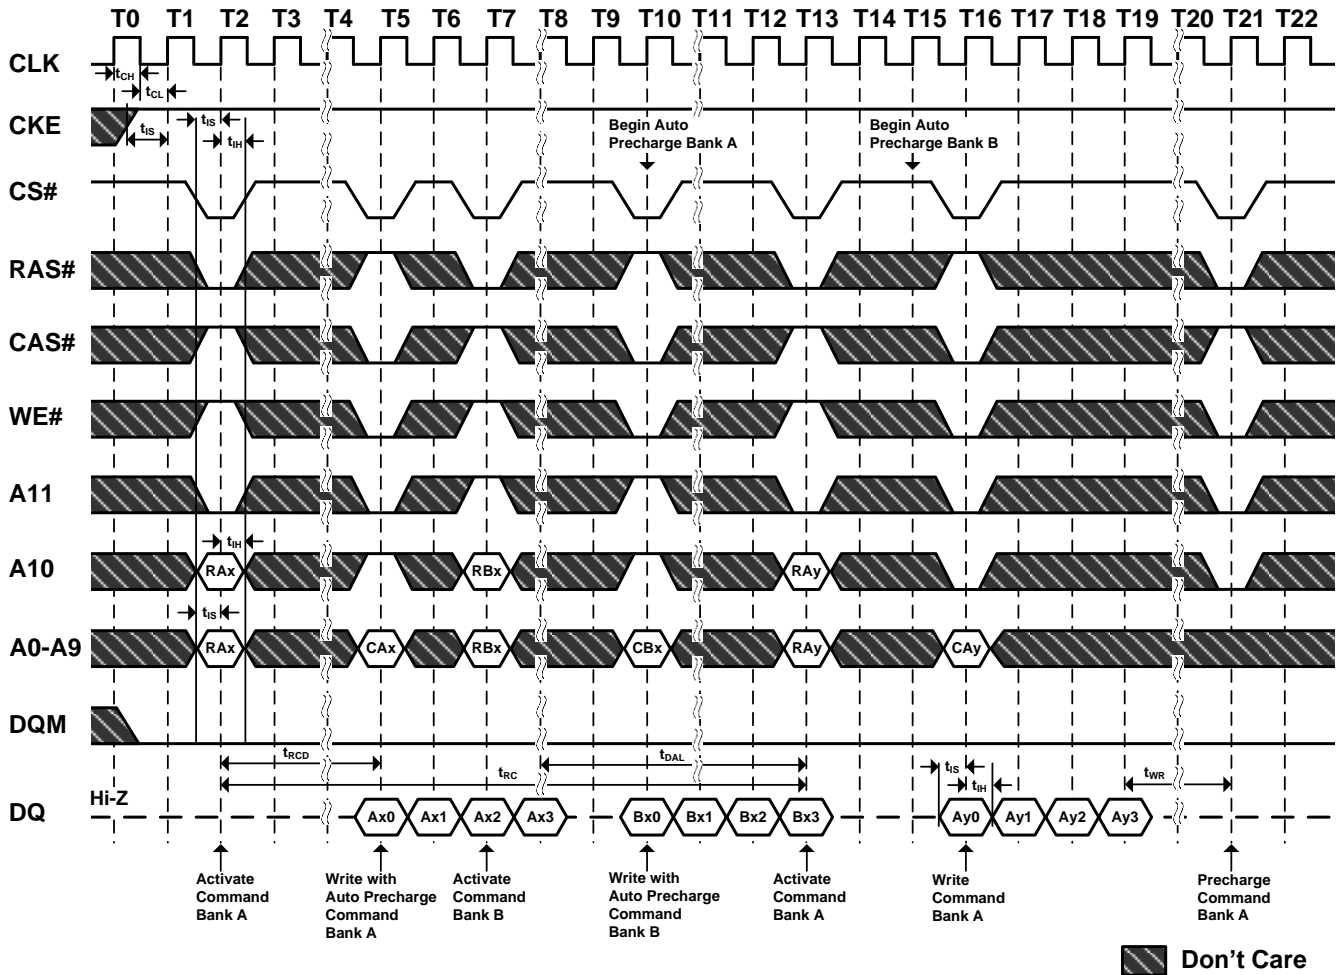 T0 T1 T2 T3 T4 T5 T6 T7 T8 T9 T10 T11 T12 T13 T14 T15 T16 T17 T18 T19 T20 T21 T22
CLK
tCH
tCL
CKE
tIS
tIS
tIH
Begin Auto
Precharge Bank A
Begin Auto
Precharge Bank B
CS#
RAS#
CAS#
WE#
A11
tIH
A10
RAx RBx RAy
tIS
A0-A9
RAx CAx RBx CBx RAy CAy
DQM
tRCD
tDAL
tRC
tIS
tIH
tWR
Hi-Z
DQ
Ax0 Ax1 Ax2 Ax3 Bx0 Bx1 Bx2 Bx3 Ay0 Ay1 Ay2 Ay3
Activate
Command
Bank A
Write with
Auto Precharge
Command
Bank A
Activate
Command
Bank B
Write with
Auto Precharge
Command
Bank B
Activate
Command
Bank A
Write
Command
Bank A
Precharge
Command
Bank A
Don't Care